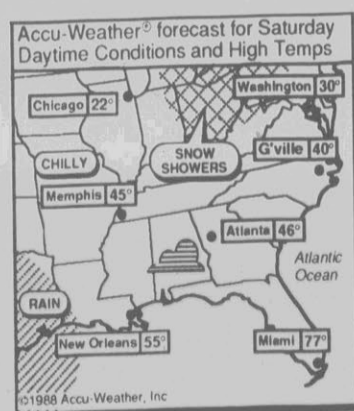 Accu-Weather® forecast for Saturday
Daytime Conditions and High Temps
Washington 30°
Chicago 22°
CHILLY
SNOW
SHOWERS
G'ville 40°
Memphis 45°
Atlanta 46°
Atlantic
Ocean
RAIN
New Orleans 55°
Miami 77°
©1988 Accu-Weather, Inc